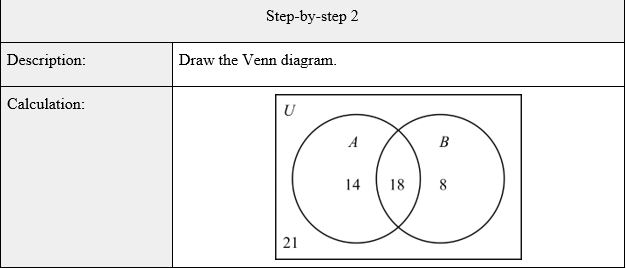 Step-by-step 2
Description:
Draw the Venn diagram.
Calculation:
U
A
B
14
18
8
21